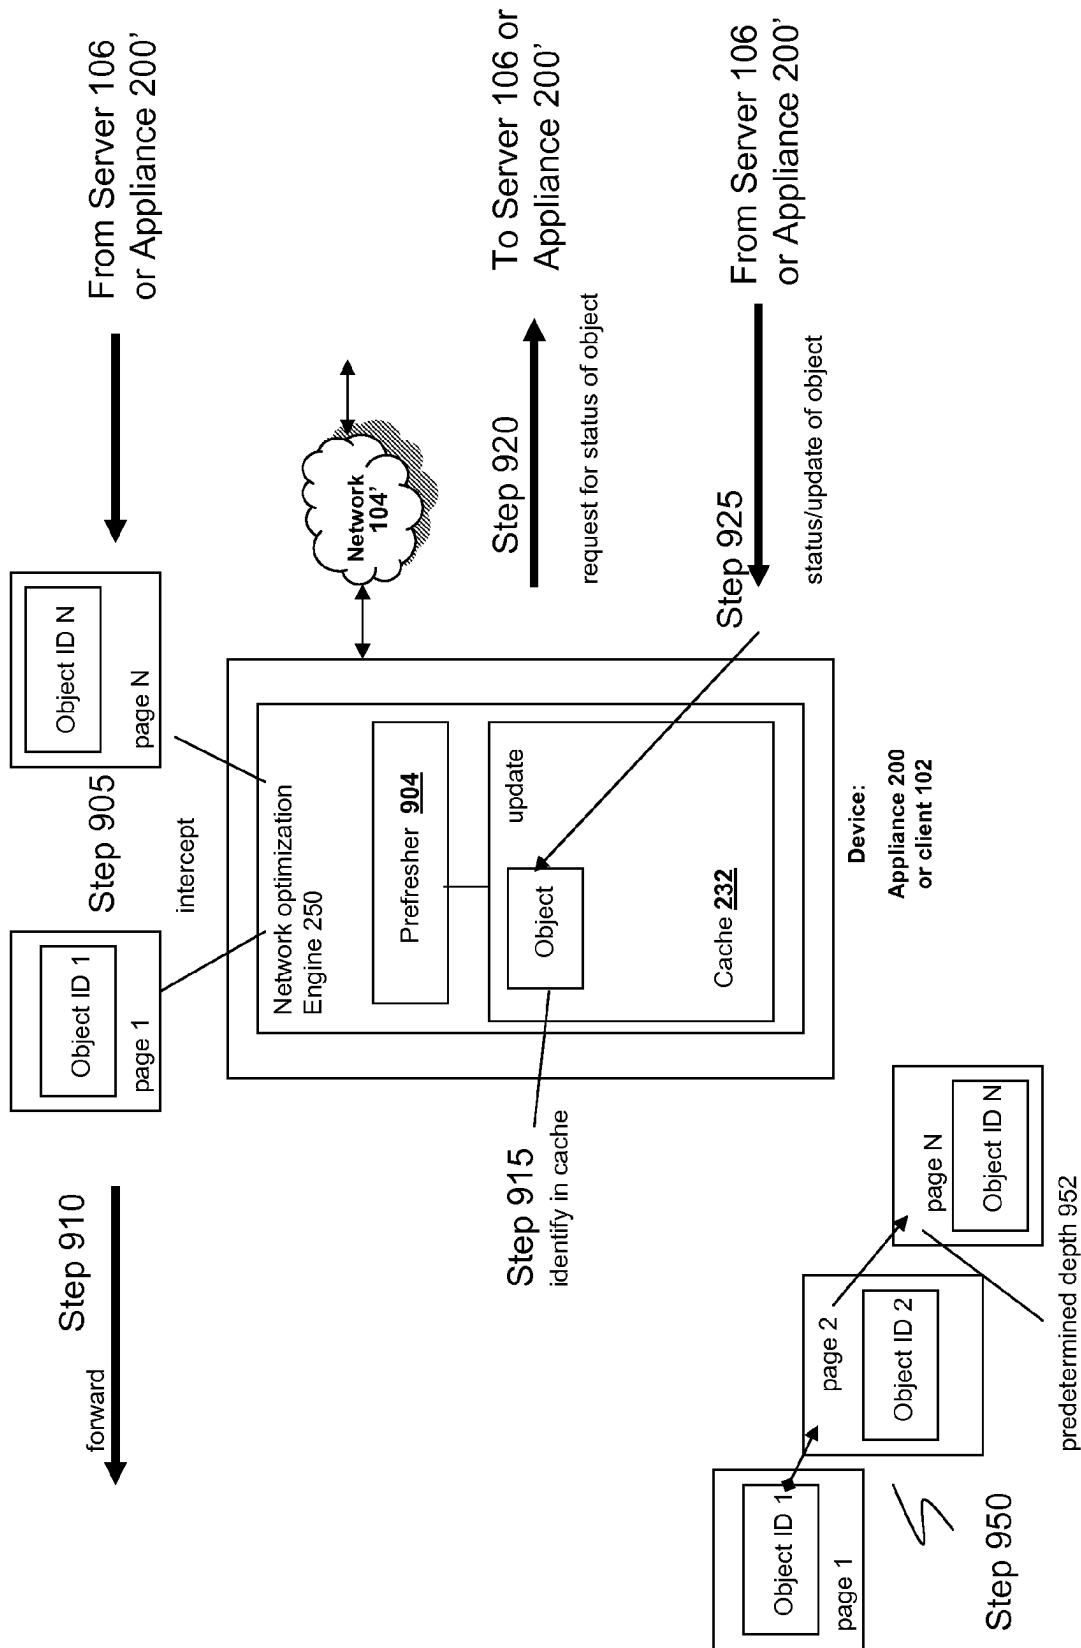 Step 910
forward
Object ID 1
page 1
Step 905
intercept
Object ID N
page N
From Server 106
or Appliance 200'
Network optimization
Engine 250
Prefresher 904
update
Object
Cache 232
Device:
Appliance 200
or client 102
Network
104'
Step 915
identify in cache
Step 920
request for status of object
To Server 106 or
Appliance 200'
Step 925
status/update of object
From Server 106
or Appliance 200'
Object ID 1
page 1
page 2
Object ID 2
page N
Object ID N
predetermined depth 952
Step 950